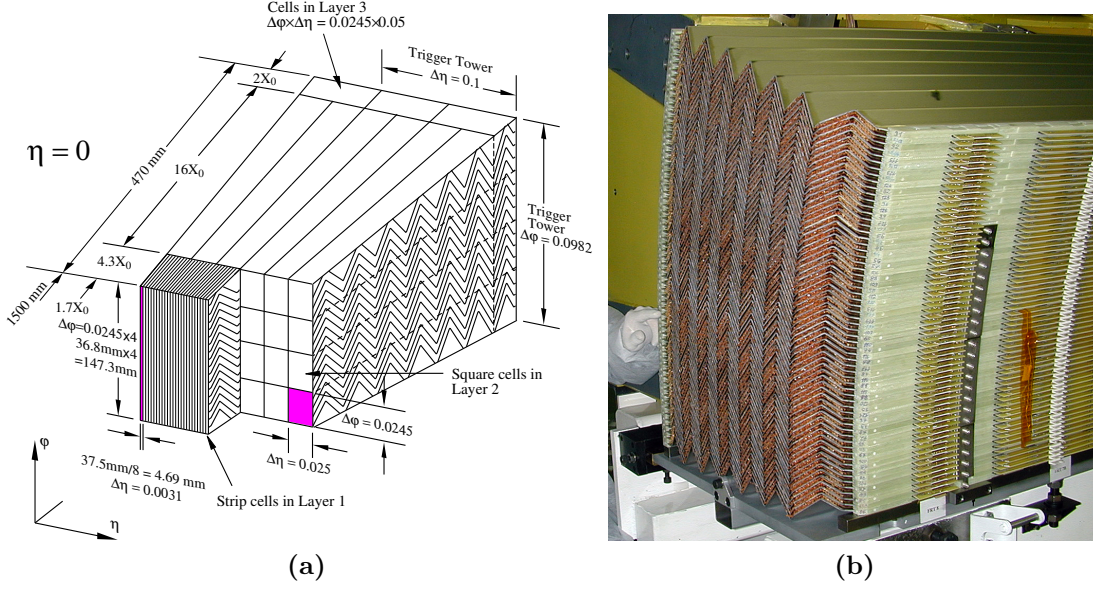 Cells in Layer 3
Δφ×Δη = 0.0245×0.05
Trigger Tower
Δη = 0.1
2X₀
η = 0
470 mm
16X₀
Trigger
Tower
Δφ = 0.0982
4.3X₀
1500 mm
1.7X₀
Δφ=0.0245x4
36.8mmx4
=147.3mm
Square cells in
Layer 2
Δφ = 0.0245
Δη = 0.025
φ
37.5mm/8 = 4.69 mm
Δη = 0.0031
Strip cells in Layer 1
η
(a)
(b)